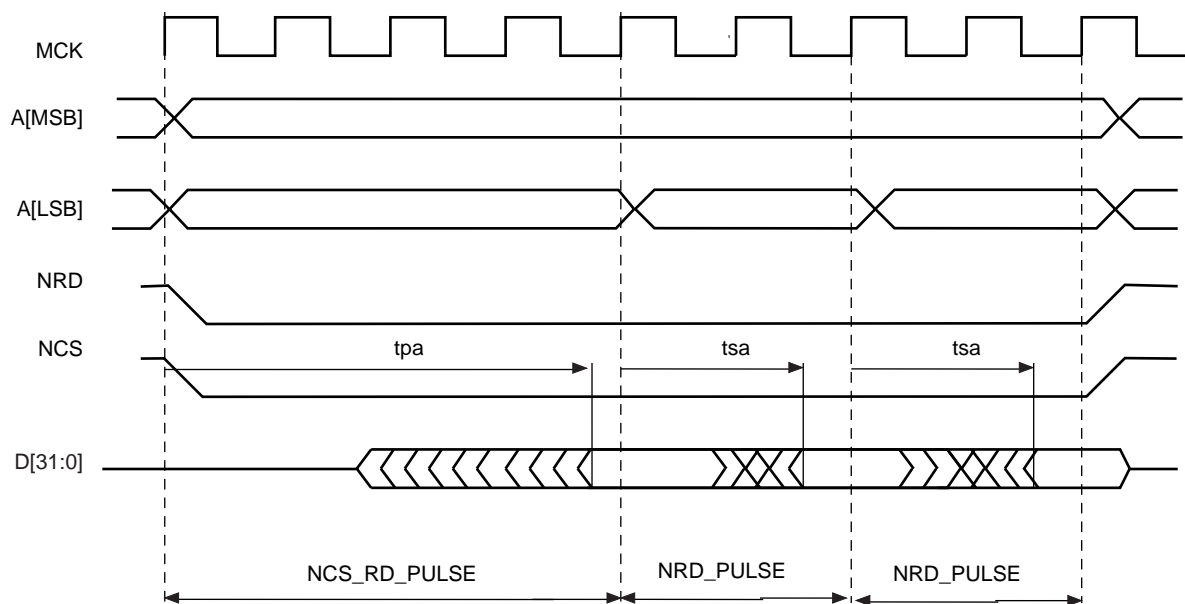 MCK
A[MSB]
A[LSB]
NRD
NCS
tpa
tsa
tsa
D[31:0]
NCS_RD_PULSE
NRD_PULSE
NRD_PULSE